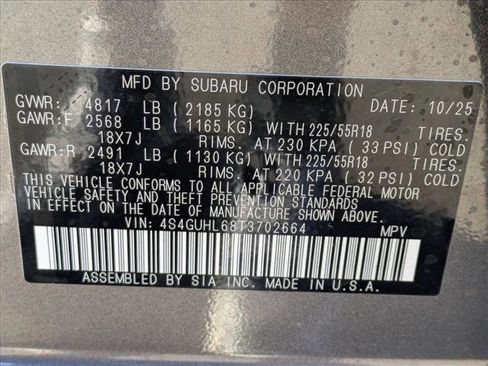 MFD BY SUBARU CORPORATION
GVWR: 4817 LB (2185 KG) DATE: 10/25
GAWR:F 2568 LB (1165 KG) WITH 225/55R18 TIRES.
18X7J RIMS. AT 230 KPA (33 PSI) COLD
GAWR:R 2491 LB (1130 KG) WITH 225/55R18 TIRES.
18X7J RIMS. AT 220 KPA (32 PSI) COLD
THIS VEHICLE CONFORMS TO ALL APPLICABLE FEDERAL MOTOR
VEHICLE SAFETY AND THEFT PREVENTION STANDARDS
IN EFFECT ON THE DATE OF MANUFACTURE SHOWN ABOVE.
VIN: 4S4GUHL68T3702664 MPV
ASSEMBLED BY SIA INC. MADE IN U.S.A.